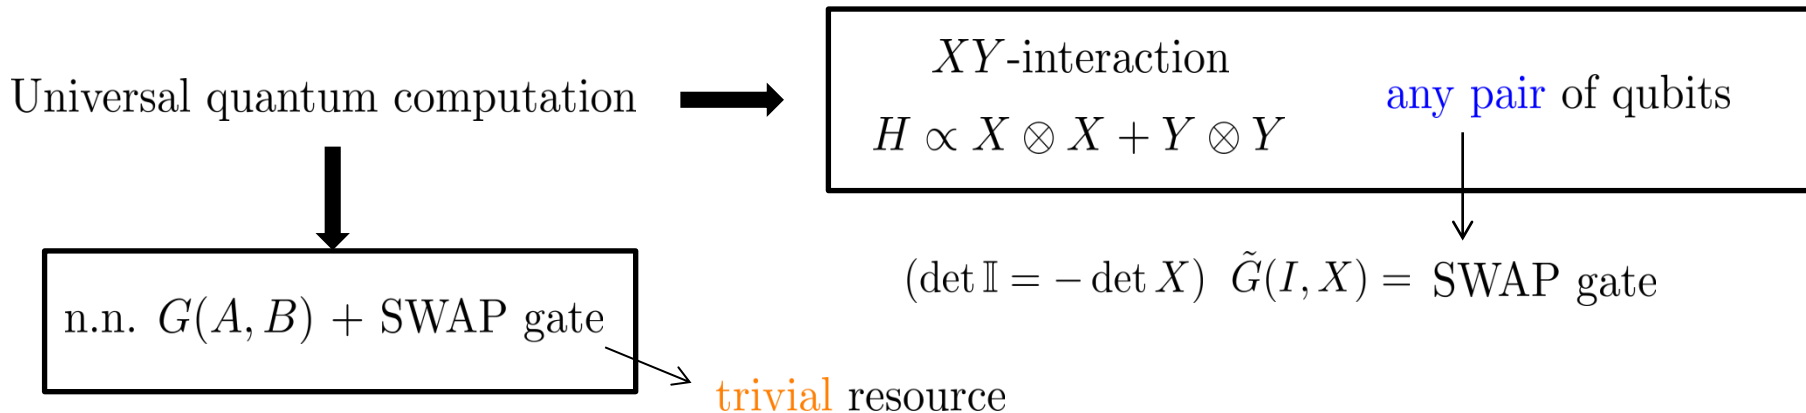 Universal quantum computation
XY-interaction
H ∝ X ⊗ X + Y ⊗ Y
any pair of qubits
n.n. G(A, B) + SWAP gate
(det 𝕀 = − det X) G̃(I, X) = SWAP gate
trivial resource